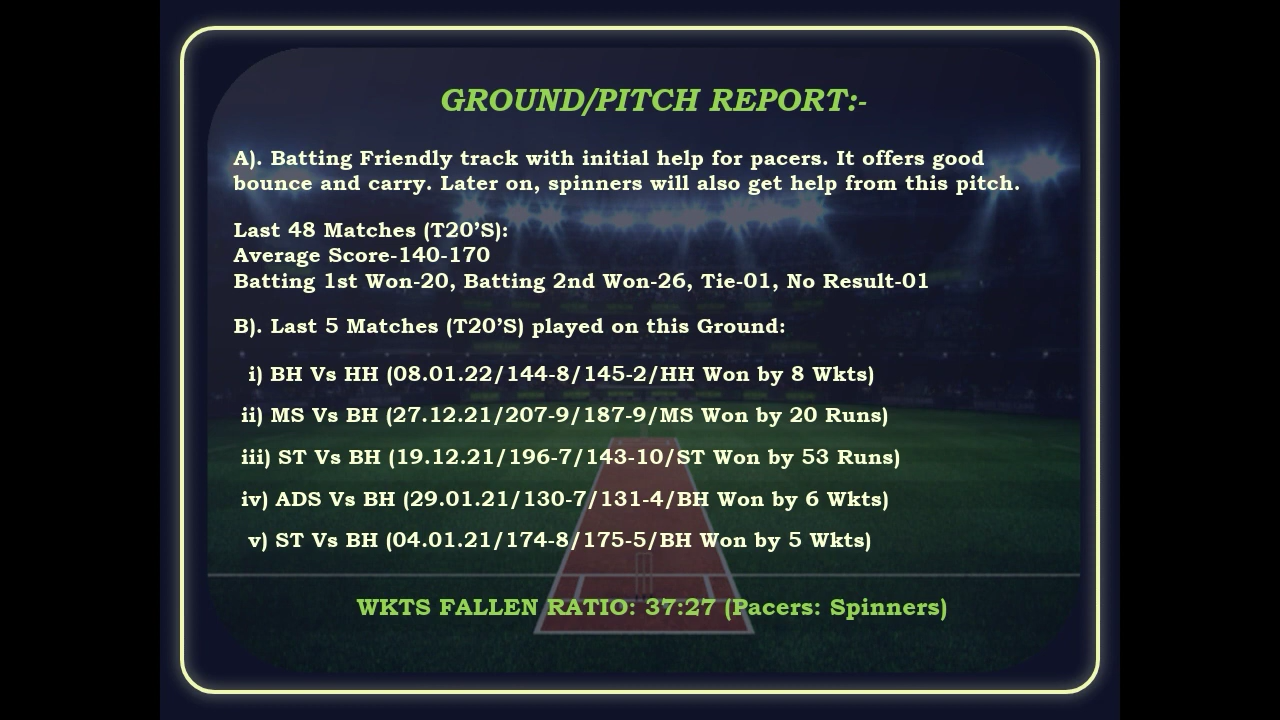 GROUND/PITCH REPORT:-
A). Batting Friendly track with initial help for pacers. It offers good
bounce and carry. Later on, spinners will also get help from this pitch.
Last 48 Matches (T20’S):
Average Score-140-170
Batting 1st Won-20, Batting 2nd Won-26, Tie-01, No Result-01
B). Last 5 Matches (T20’S) played on this Ground:
i) BH Vs HH (08.01.22/144-8/145-2/HH Won by 8 Wkts)
ii) MS Vs BH (27.12.21/207-9/187-9/MS Won by 20 Runs)
iii) ST Vs BH (19.12.21/196-7/143-10/ST Won by 53 Runs)
iv) ADS Vs BH (29.01.21/130-7/131-4/BH Won by 6 Wkts)
v) ST Vs BH (04.01.21/174-8/175-5/BH Won by 5 Wkts)
WKTS FALLEN RATIO: 37:27 (Pacers: Spinners)